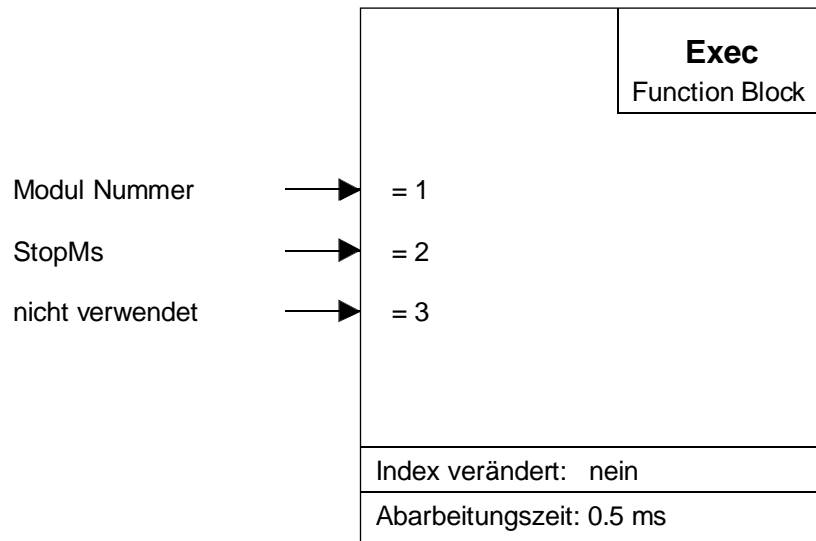 Exec
Function Block
Modul Nummer = 1
StopMs = 2
nicht verwendet = 3
Index verändert: nein
Abarbeitungszeit: 0.5 ms